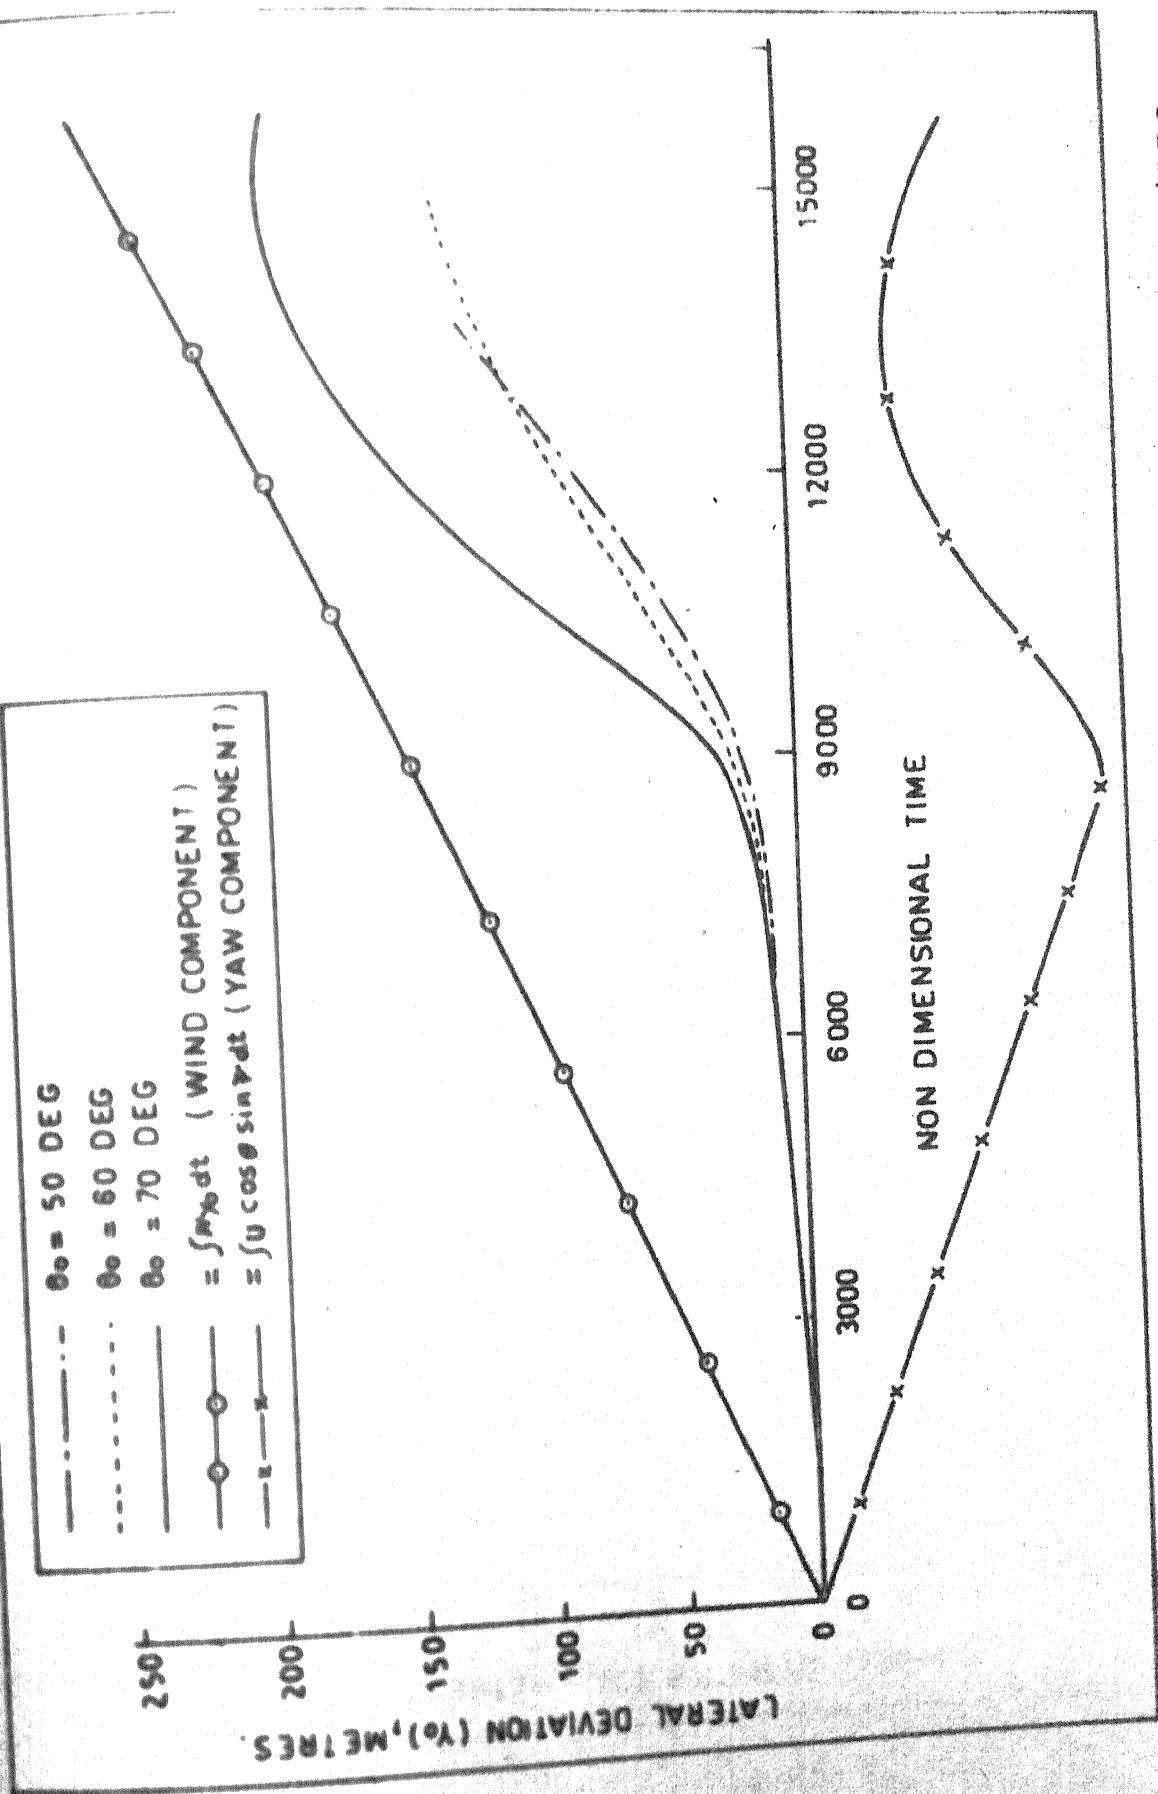 θ₀ = 50 DEG
θ₀ = 60 DEG
θ₀ = 70 DEG
dt (WIND COMPONENT)
= ∫u cosθ sinψ dt (YAW COMPONENT)
250
200
150
100
50
0
LATERAL DEVIATION (Y₀), METRES.
0
3000
6000
9000
12000
15000
NON DIMENSIONAL TIME